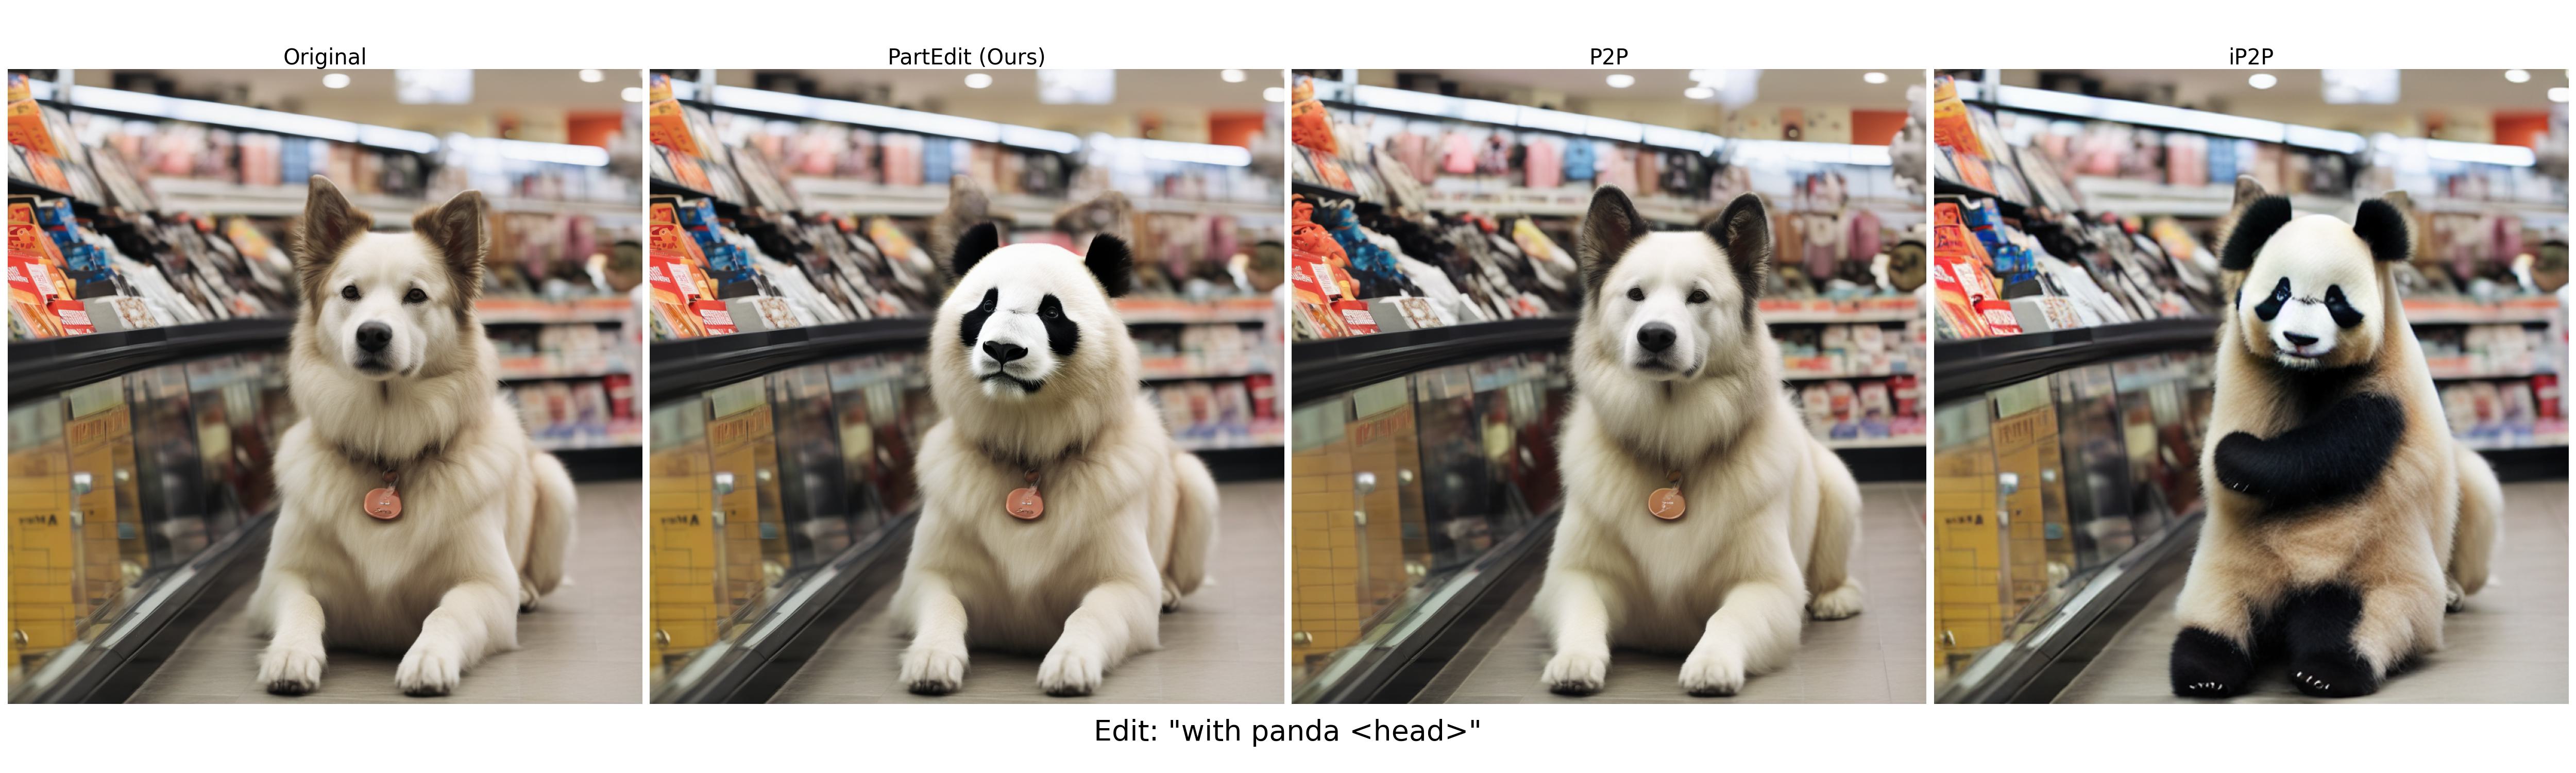 Original
PartEdit (Ours)
P2P
iP2P
Edit: "with panda <head>"